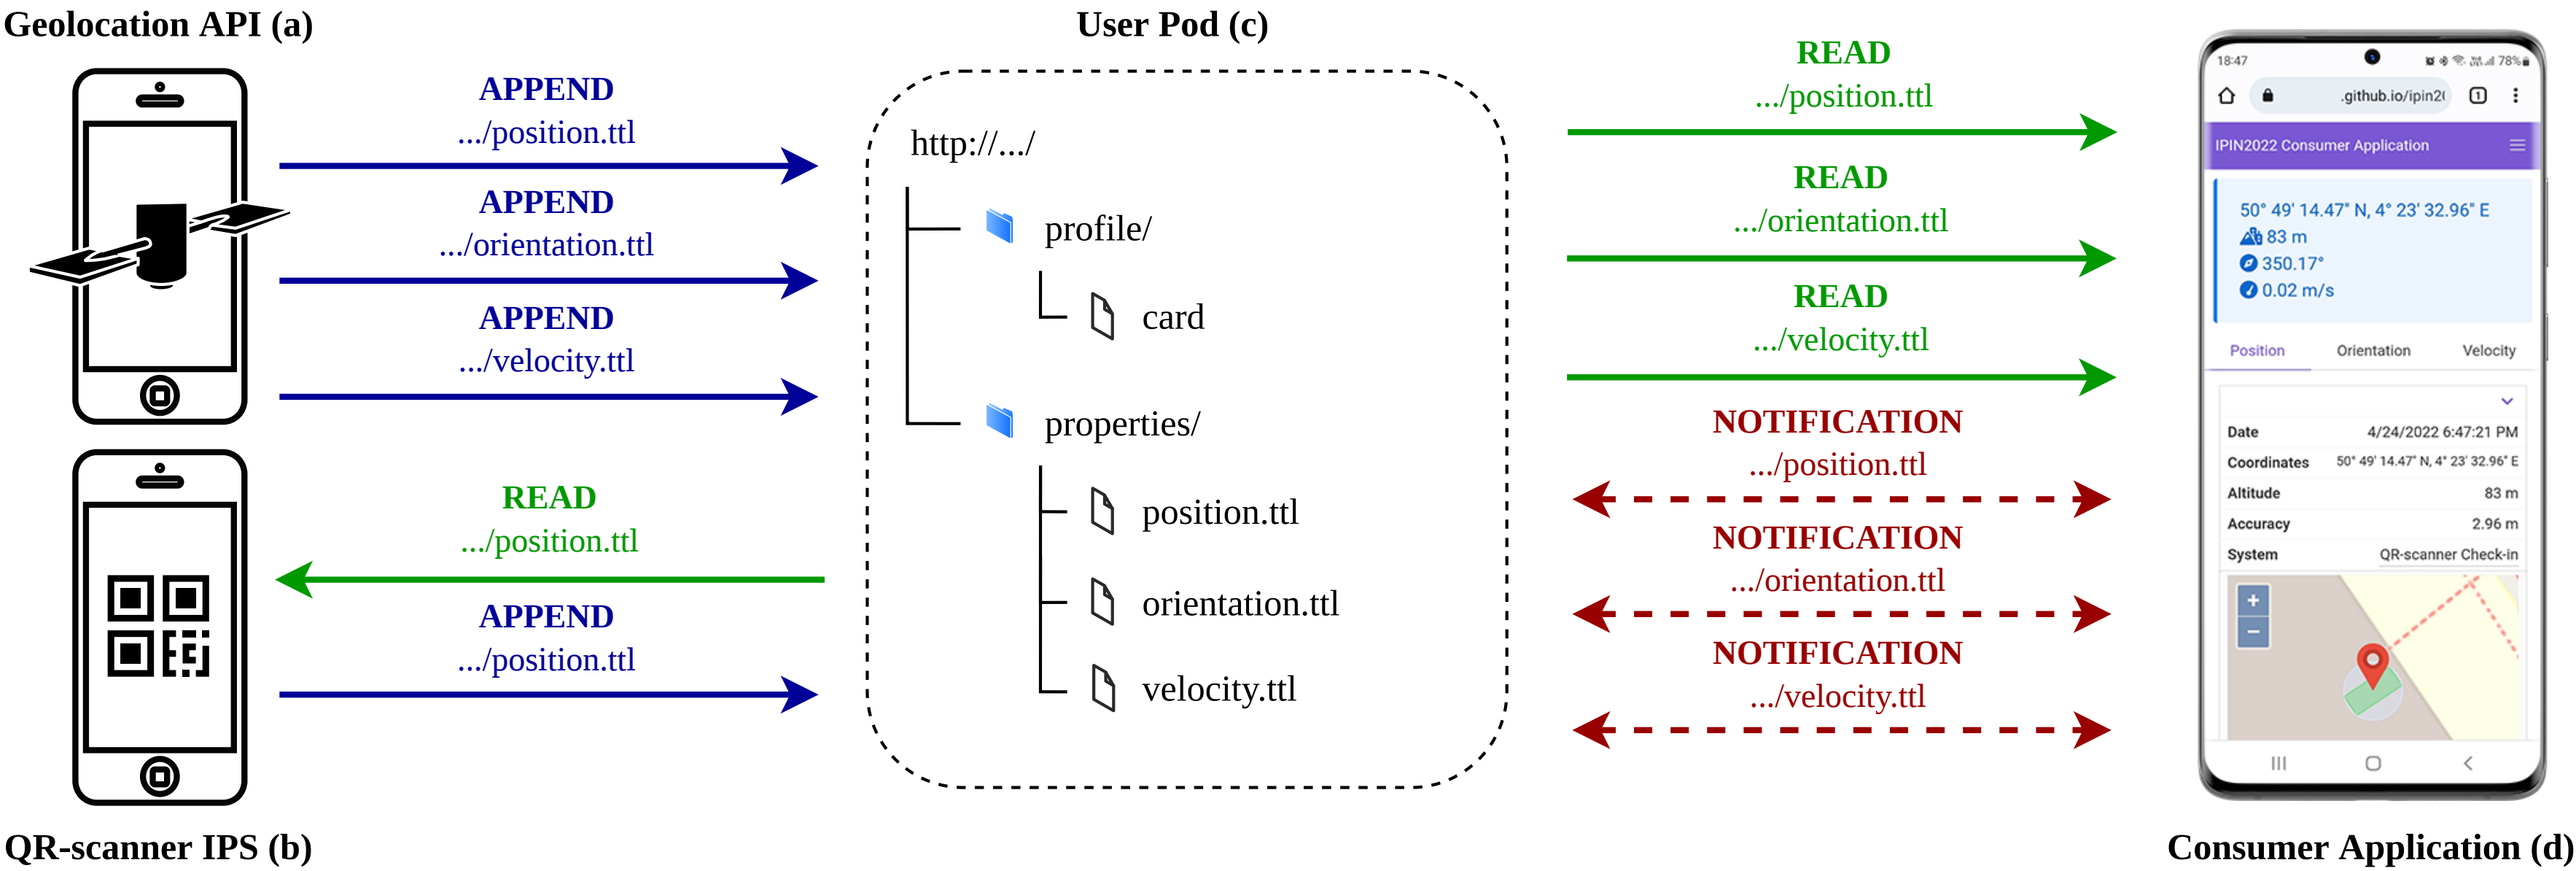 Geolocation API (a)
APPEND
.../position.ttl
APPEND
.../orientation.ttl
APPEND
.../velocity.ttl
READ
.../position.ttl
APPEND
.../position.ttl
QR-scanner IPS (b)
User Pod (c)
http://.../
profile/
card
properties/
position.ttl
orientation.ttl
velocity.ttl
READ
.../position.ttl
READ
.../orientation.ttl
READ
.../velocity.ttl
NOTIFICATION
.../position.ttl
NOTIFICATION
.../orientation.ttl
NOTIFICATION
.../velocity.ttl
18:47 78%
.github.io/ipin20 1
IPIN2022 Consumer Application
50° 49' 14.47" N, 4° 23' 32.96" E
83 m
350.17°
0.02 m/s
Position Orientation Velocity
Date 4/24/2022 6:47:21 PM
Coordinates 50° 49' 14.47" N, 4° 23' 32.96" E
Altitude 83 m
Accuracy 2.96 m
System QR-scanner Check-in
+
−
Consumer Application (d)